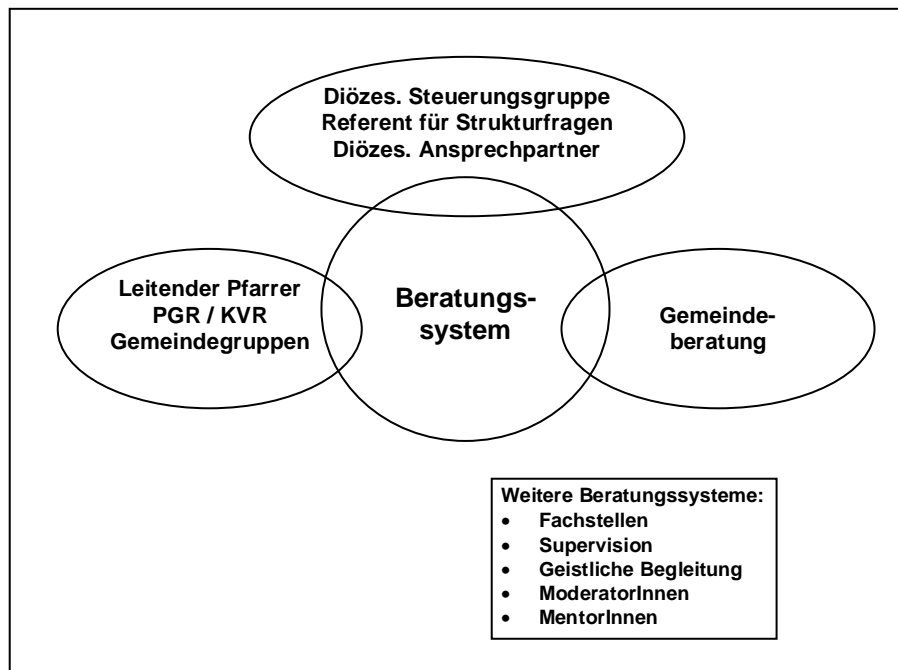 Diözes. Steuerungsgruppe
Referent für Strukturfragen
Diözes. Ansprechpartner
Leitender Pfarrer
PGR / KVR
Gemeindegruppen
Beratungs-
system
Gemeinde-
beratung
Weitere Beratungssysteme:
• Fachstellen
• Supervision
• Geistliche Begleitung
• ModeratorInnen
• MentorInnen